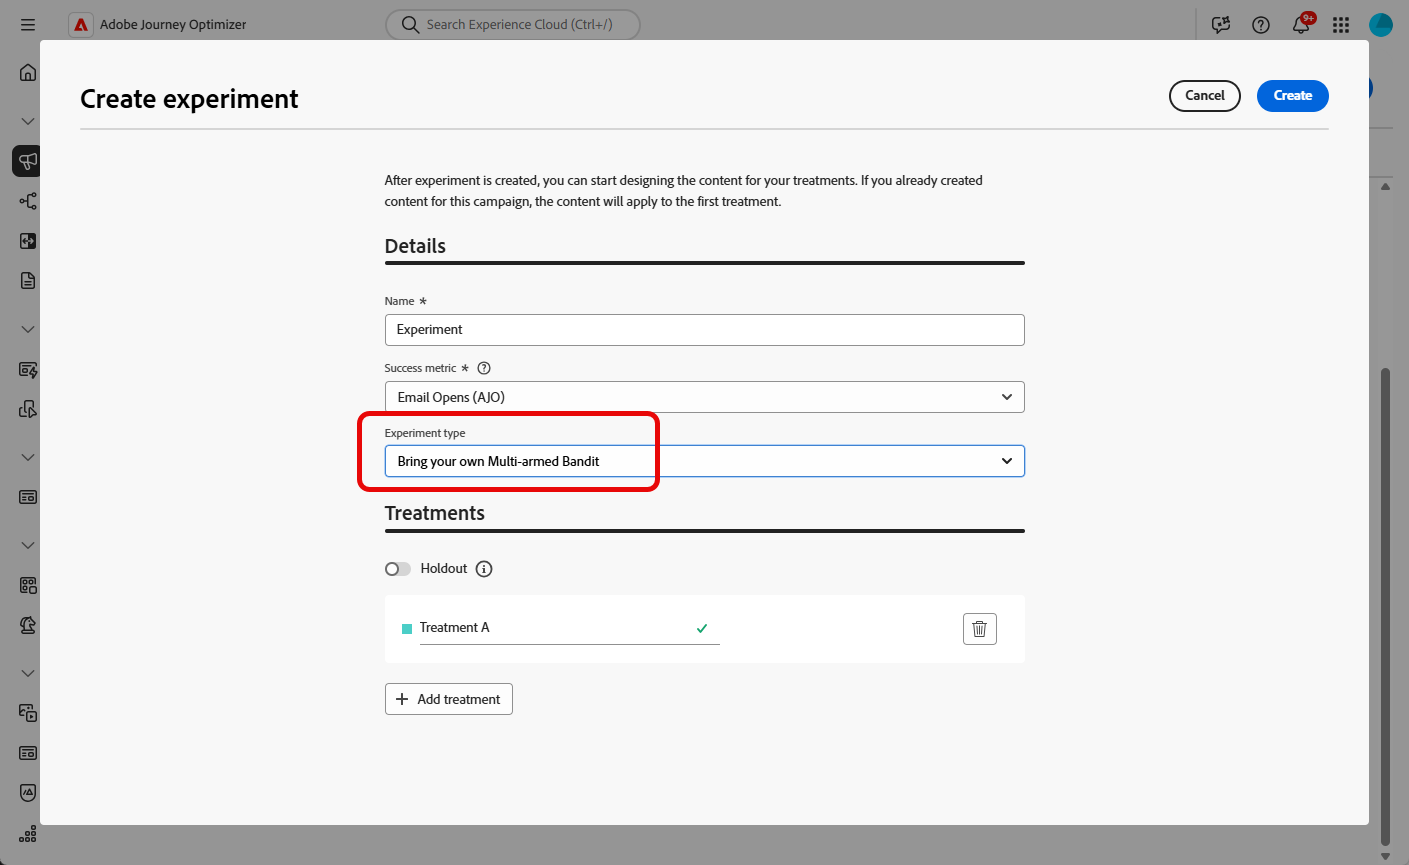 Adobe Journey Optimizer
Search Experience Cloud (Ctrl+/)
9+
Create experiment
Cancel
Create
After experiment is created, you can start designing the content for your treatments. If you already created
content for this campaign, the content will apply to the first treatment.
Details
Name *
Experiment
Success metric *
Email Opens (AJO)
Experiment type
Bring your own Multi-armed Bandit
Treatments
Holdout
Treatment A
Add treatment